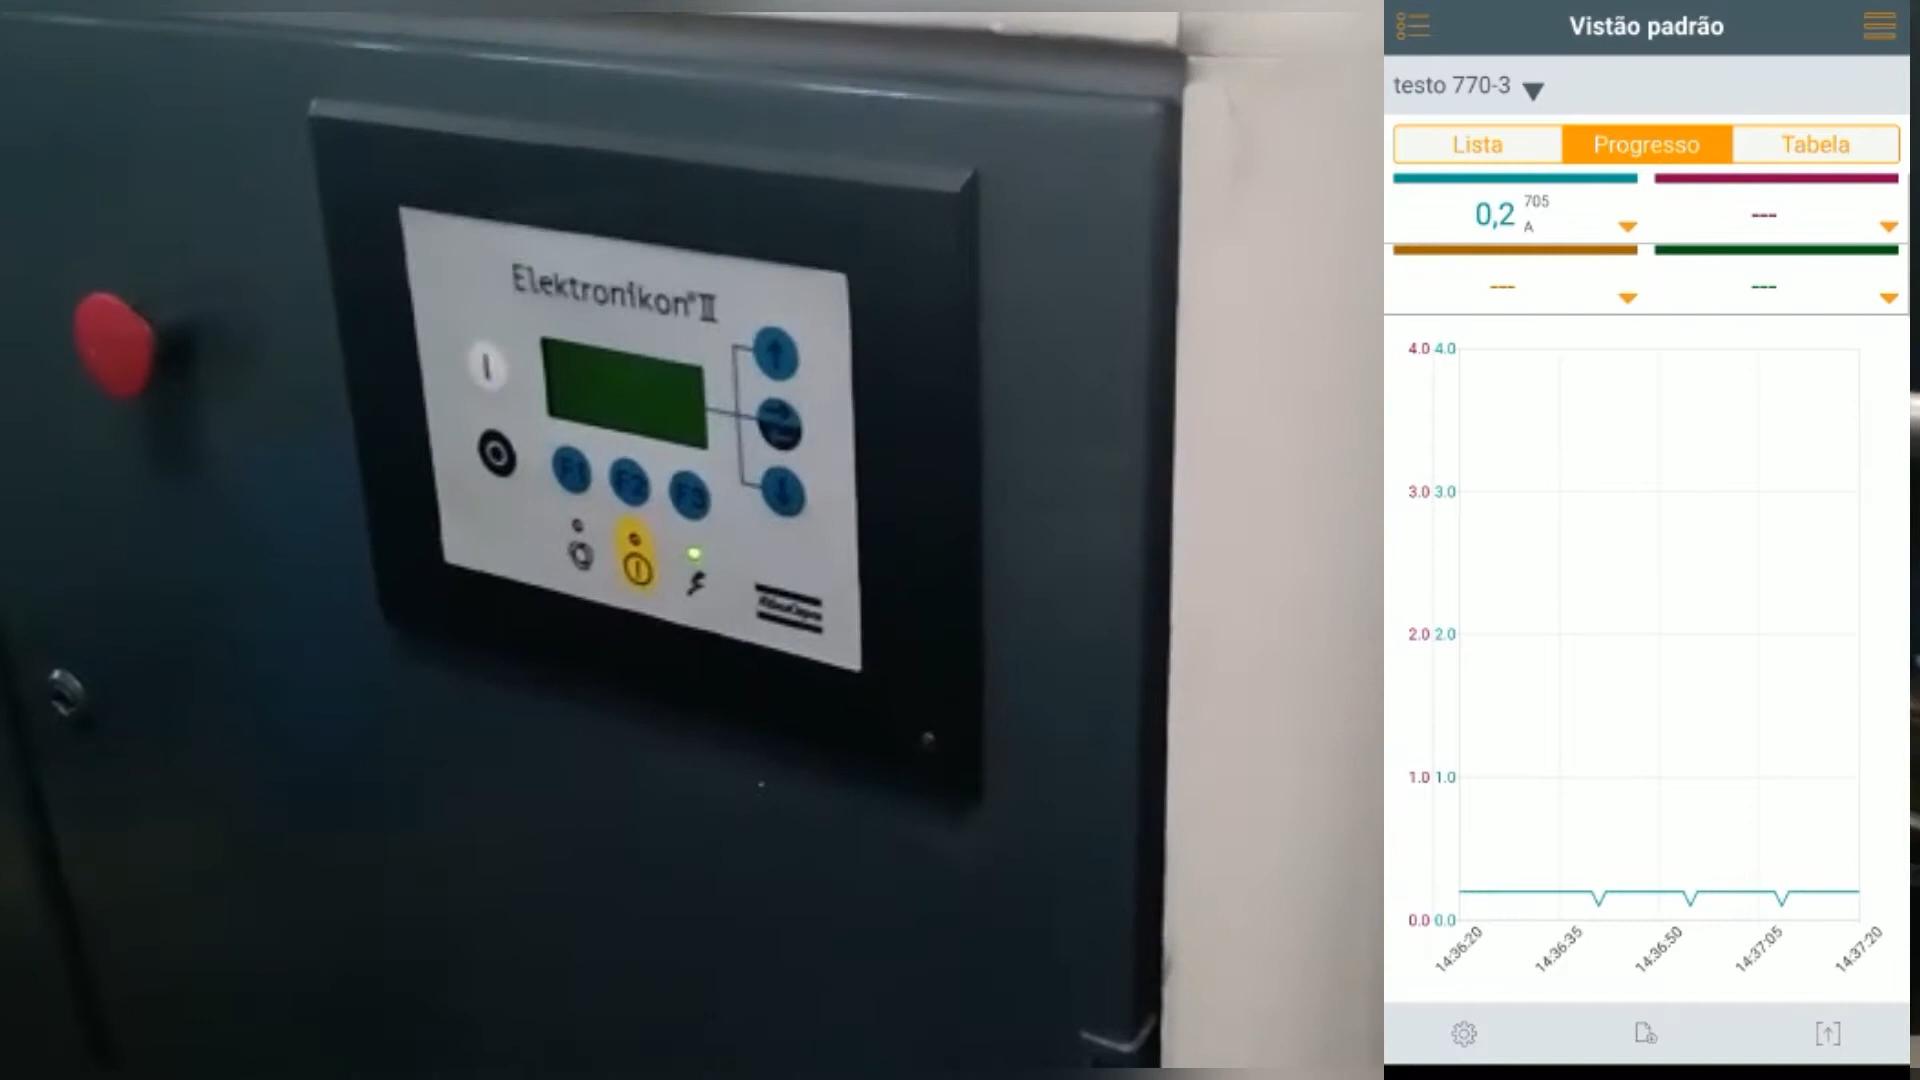 Elektronikon® II
F1 F2 F3
AtlasCopco
Vistão padrão
testo 770-3
Lista Progresso Tabela
0,2 705 A ---
--- ---
4.0 4.0
3.0 3.0
2.0 2.0
1.0 1.0
0.0 0.0
14:36:20 14:36:35 14:36:50 14:37:05 14:37:20